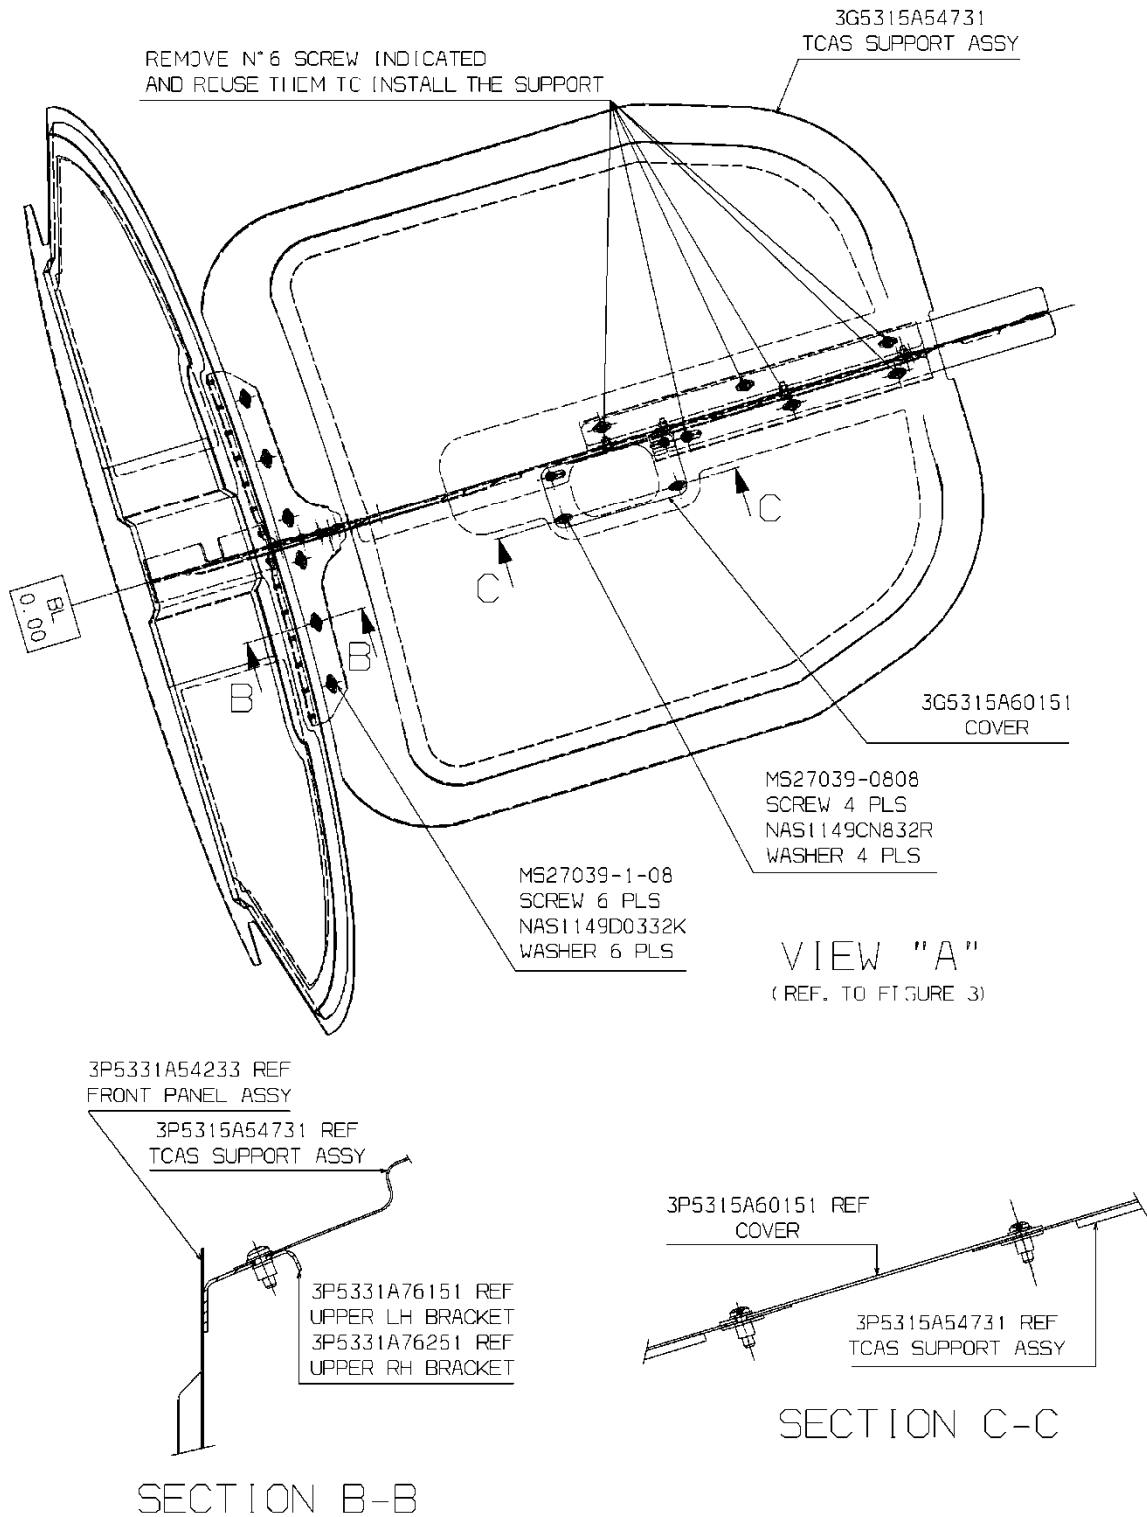 3G5315A54731
TCAS SUPPORT ASSY
REMOVE N°6 SCREW INDICATED
AND REUSE THEM TO INSTALL THE SUPPORT
C
C
BL
0.00
B
B
3G5315A60151
COVER
MS27039-0808
SCREW 4 PLS
NAS1149CN832R
WASHER 4 PLS
MS27039-1-08
SCREW 6 PLS
NAS1149D0332K
WASHER 6 PLS
VIEW "A"
(REF. TO FIGURE 3)
3P5331A54233 REF
FRONT PANEL ASSY
3P5315A54731 REF
TCAS SUPPORT ASSY
3P5331A76151 REF
UPPER LH BRACKET
3P5331A76251 REF
UPPER RH BRACKET
SECTION B-B
3P5315A60151 REF
COVER
3P5315A54731 REF
TCAS SUPPORT ASSY
SECTION C-C